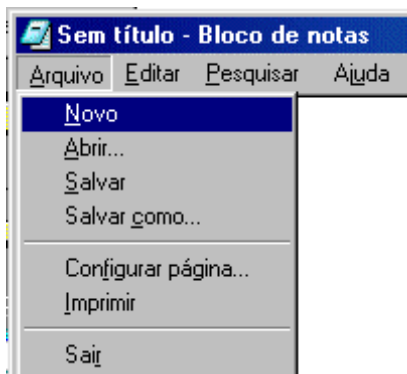 Sem título - Bloco de notas
Arquivo Editar Pesquisar Ajuda
Novo
Abrir...
Salvar
Salvar como...
Configurar página...
Imprimir
Sair